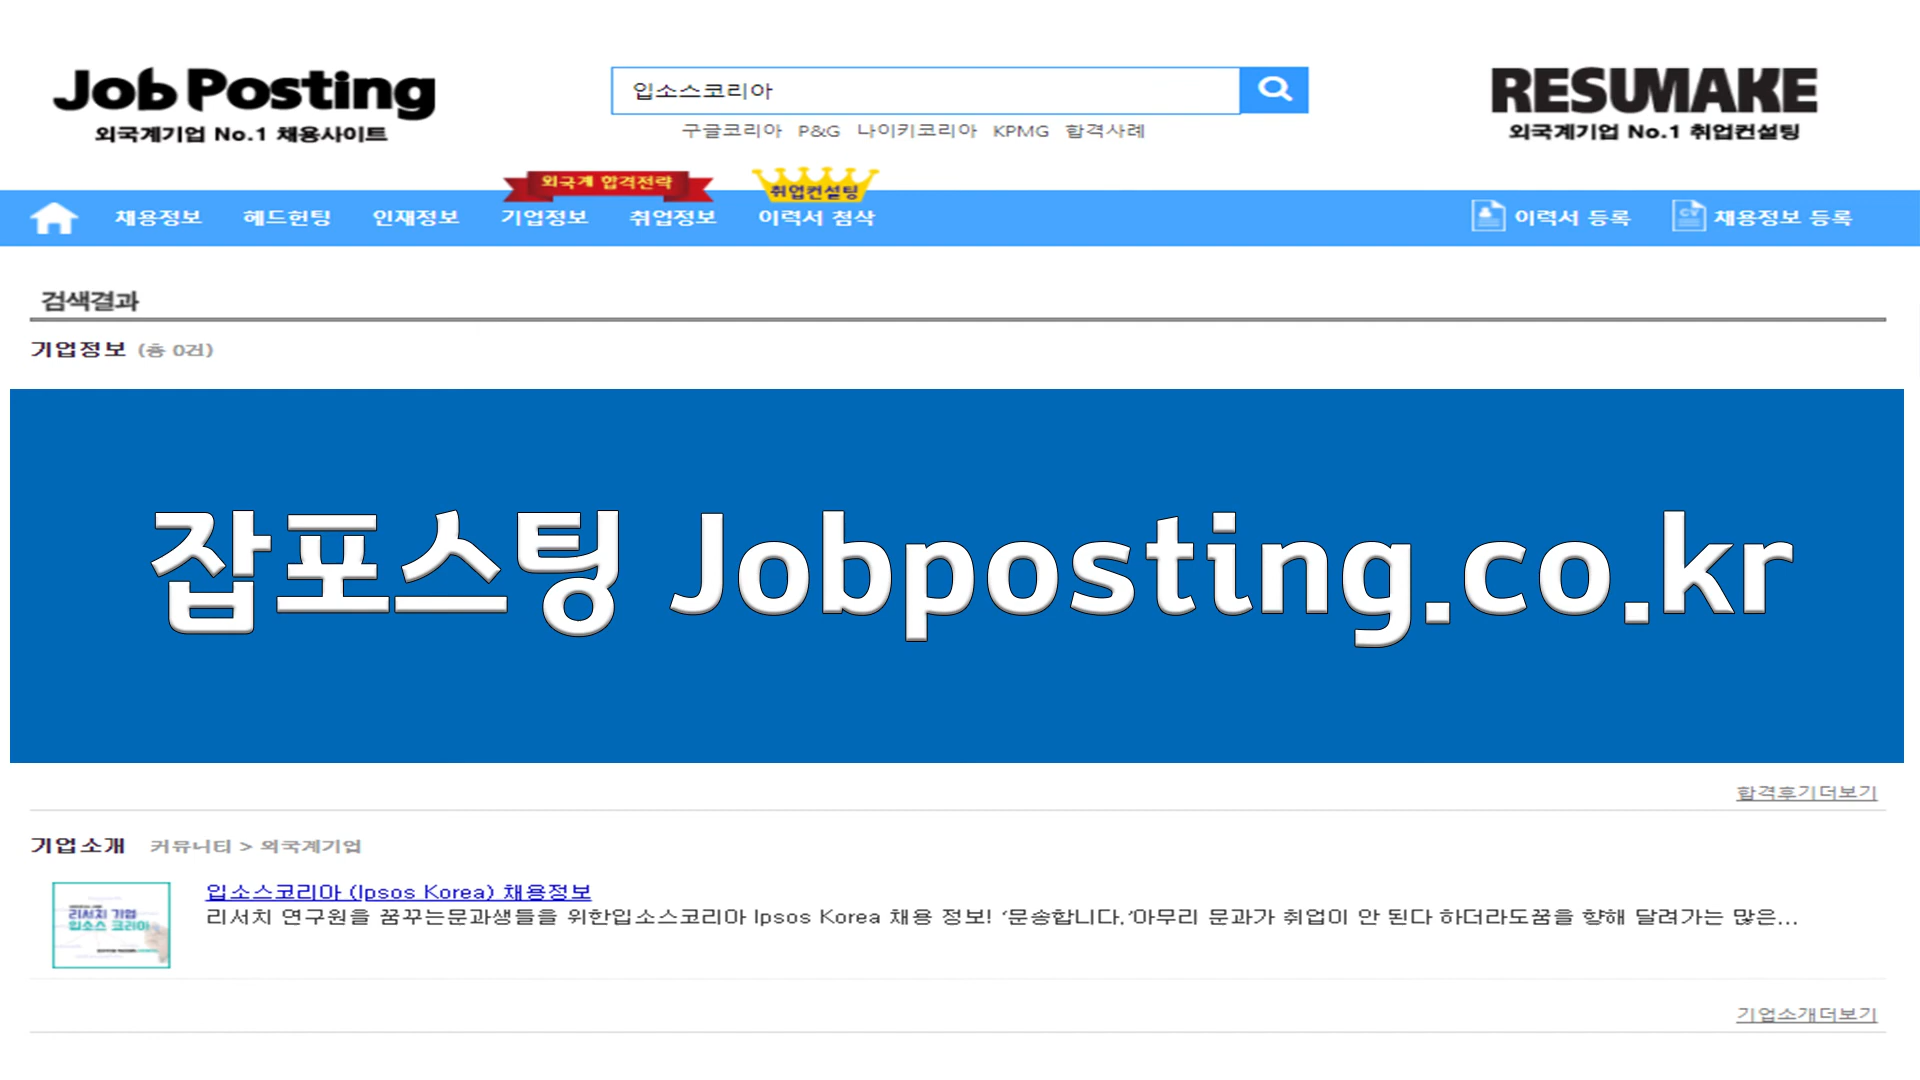 Job Posting
외국계기업 No.1 채용사이트
입소스코리아
구글코리아 P&G 나이키코리아 KPMG 합격사례
RESUMAKE
외국계기업 No.1 취업컨설팅
외국계 합격전략
취업컨설팅
채용정보 헤드헌팅 인재정보 기업정보 취업정보 이력서 첨삭
이력서 등록
CV 채용정보 등록
검색결과
기업정보 (총 0건)
잡포스팅 Jobposting.co.kr
합격후기더보기
기업소개 커뮤니티 > 외국계기업
리서치 기업
입소스 코리아
입소스코리아 (Ipsos Korea) 채용정보
리서치 연구원을 꿈꾸는문과생들을 위한입소스코리아 Ipsos Korea 채용 정보! ‘문송합니다.’아무리 문과가 취업이 안 된다 하더라도꿈을 향해 달려가는 많은...
기업소개더보기